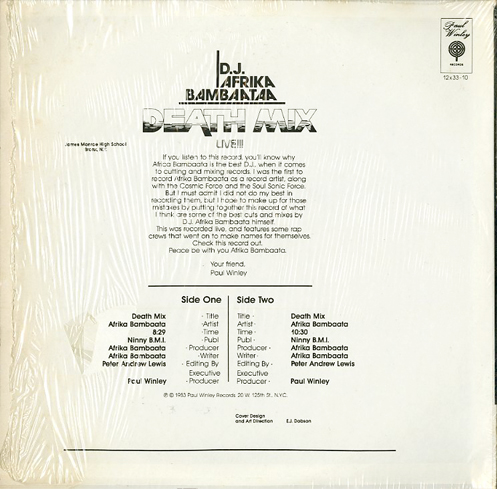 Paul
Winley
RECORDS
12x33-10
D.J.
AFRIKA
BAMBAATAA
DEATH MIX
LIVE!!!
James Monroe High School
Bronx, N.Y.
If you listen to this record, you'll know why
Africa Bambaata is the best D.J., when it comes
to cutting and mixing records. I was the first to
record Afrika Bambaata as a record artist, along
with the Cosmic Force and the Soul Sonic Force.
But I must admit I did not do my best in
recording them, but I hope to make up for those
mistakes by putting together this record of what
I think are some of the best cuts and mixes by
D.J. Afrika Bambaata himself.
This was recorded live, and features some rap
crews that went on to make names for themselves.
Check this record out.
Peace be with you Afrika Bambaata.
Your friend,
Paul Winley
Side One Side Two
Death Mix · Title Title · Death Mix
Afrika Bambaata · Artist Artist · Afrika Bambaata
8:29 · Time Time · 10:30
Ninny B.M.I. · Publ Publ · Ninny B.M.I.
Afrika Bambaata · Producer Producer · Afrika Bambaata
Afrika Bambaata · Writer Writer · Afrika Bambaata
Peter Andrew Lewis · Editing By Editing By · Peter Andrew Lewis
Executive Executive
Paul Winley · Producer Producer · Paul Winley
℗ © 1983 Paul Winley Records 20 W. 125th St., N.Y.C.
Cover Design
and Art Direction E.J. Dobson